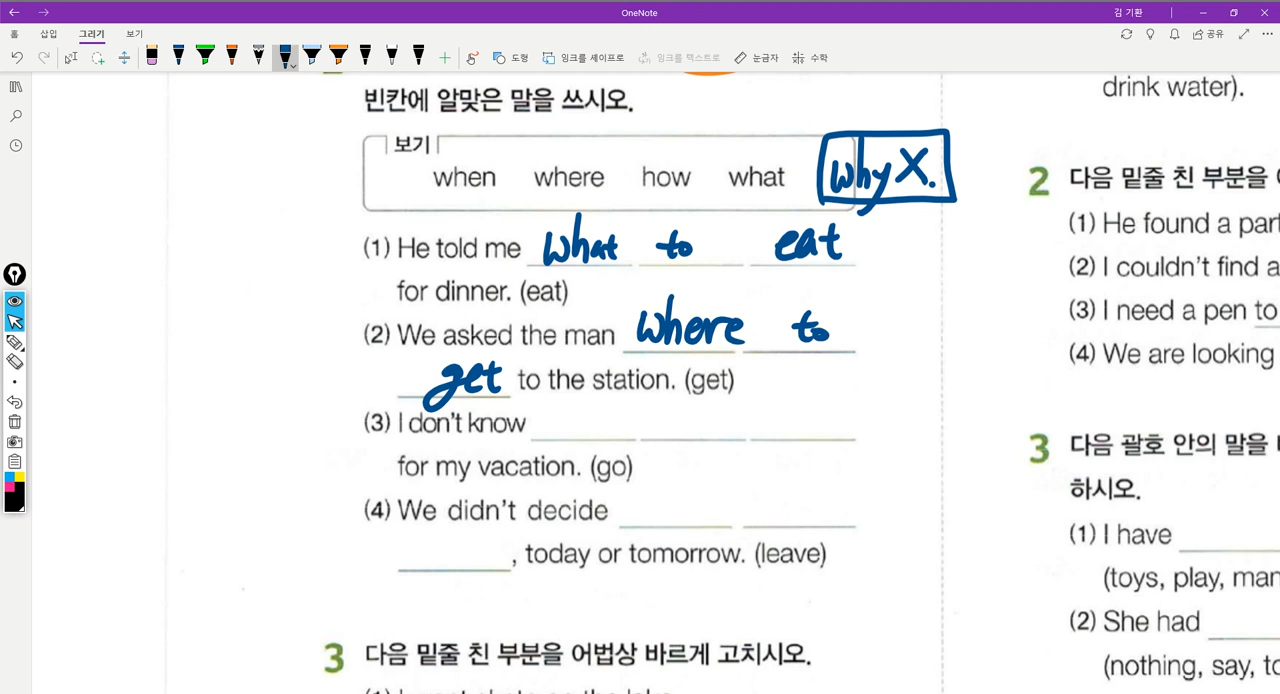 OneNote
김 기환
홈 삽입 그리기 보기
공유
도형 잉크를 셰이프로 잉크를 텍스트로 눈금자 수학
빈칸에 알맞은 말을 쓰시오.
보기
when where how what why X.
(1) He told me what to eat
for dinner. (eat)
(2) We asked the man where to
get to the station. (get)
(3) I don't know
for my vacation. (go)
(4) We didn't decide
, today or tomorrow. (leave)
3 다음 밑줄 친 부분을 어법상 바르게 고치시오.
drink water).
2 다음 밑줄 친 부분을
(1) He found a
(2) I couldn't find a
(3) I need a pen to
(4) We are looking
3 다음 괄호 안의 말을
하시오.
(1) I have
(toys, play,
(2) She had
(nothing, say,